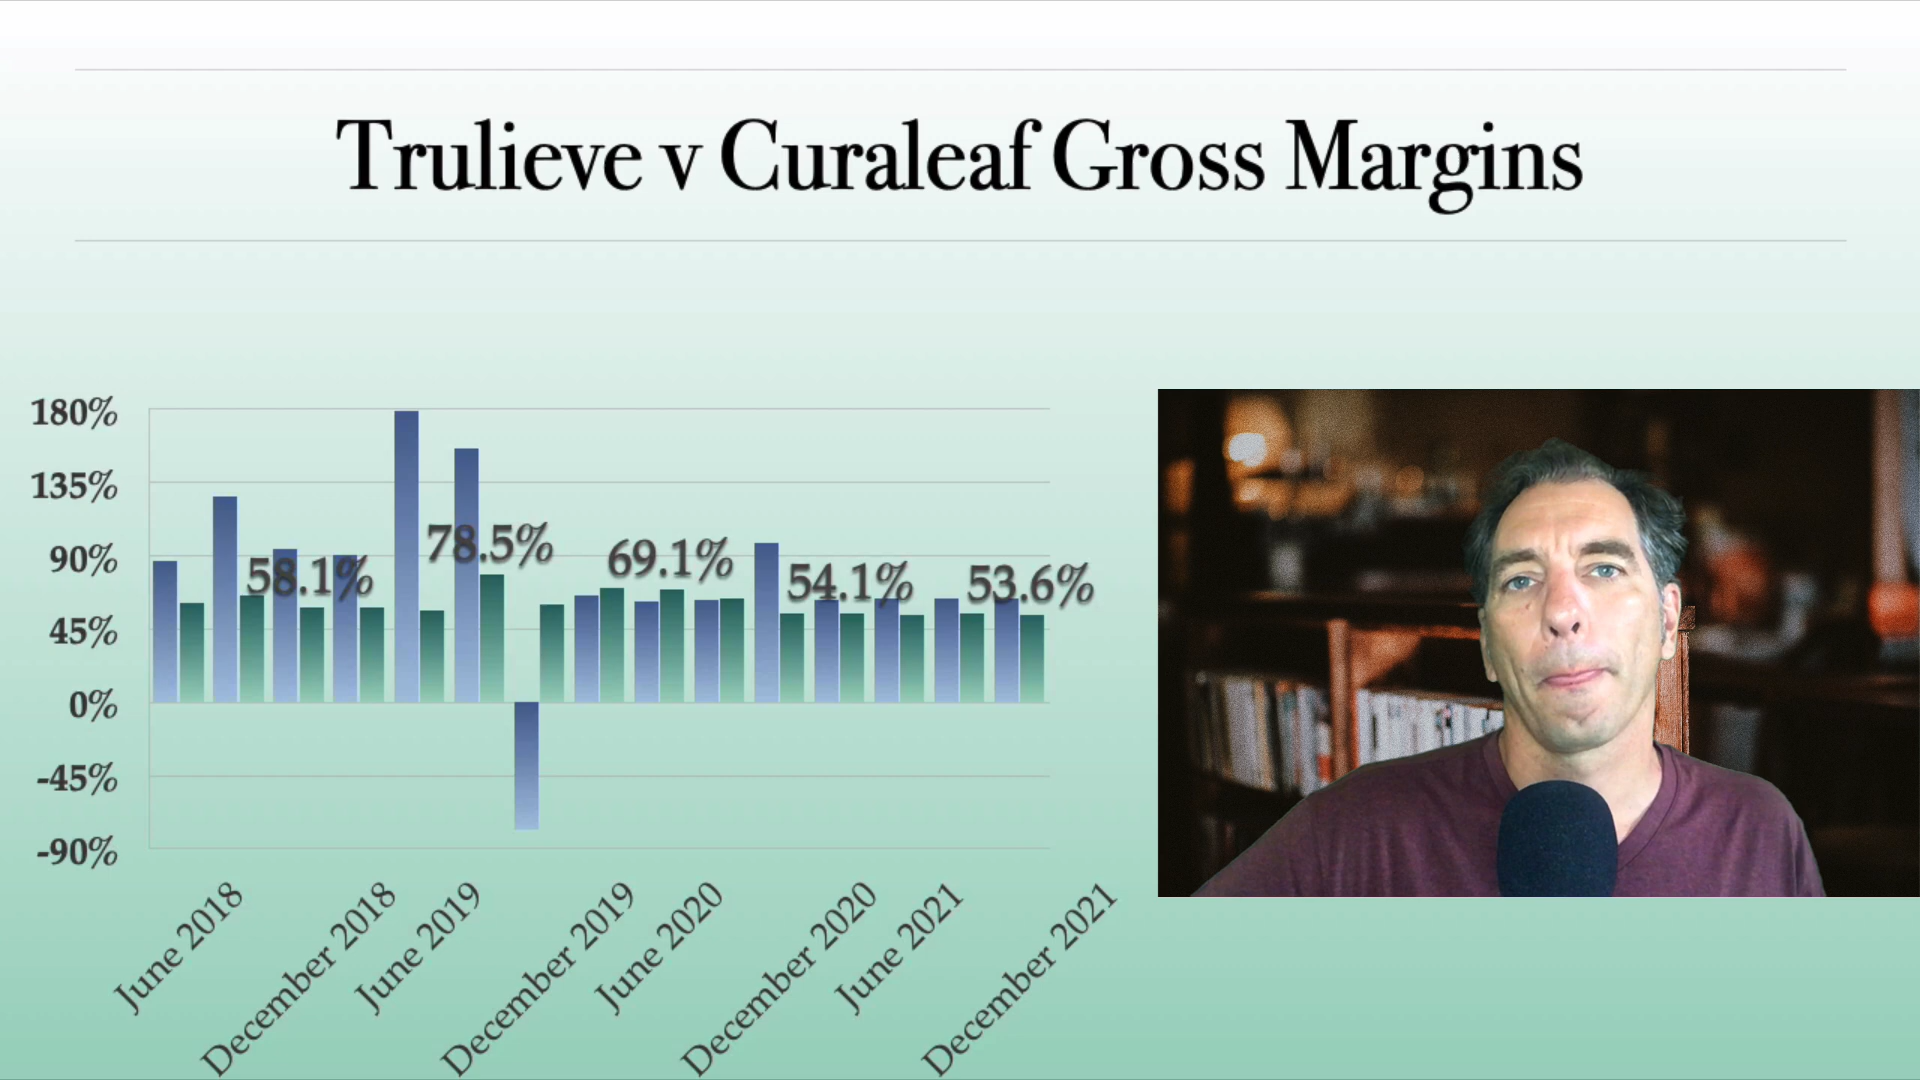 Trulieve v Curaleaf Gross Margins
180%
135%
90%
45%
0%
-45%
-90%
58.1%
78.5%
69.1%
54.1%
53.6%
June 2018
December 2018
June 2019
December 2019
June 2020
December 2020
June 2021
December 2021